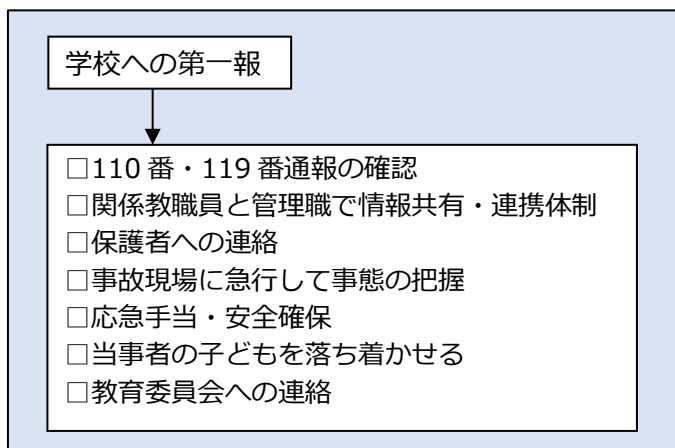 学校への第一報
□110 番・119 番通報の確認
□関係教職員と管理職で情報共有・連携体制
□保護者への連絡
□事故現場に急行して事態の把握
□応急手当・安全確保
□当事者の子どもを落ち着かせる
□教育委員会への連絡